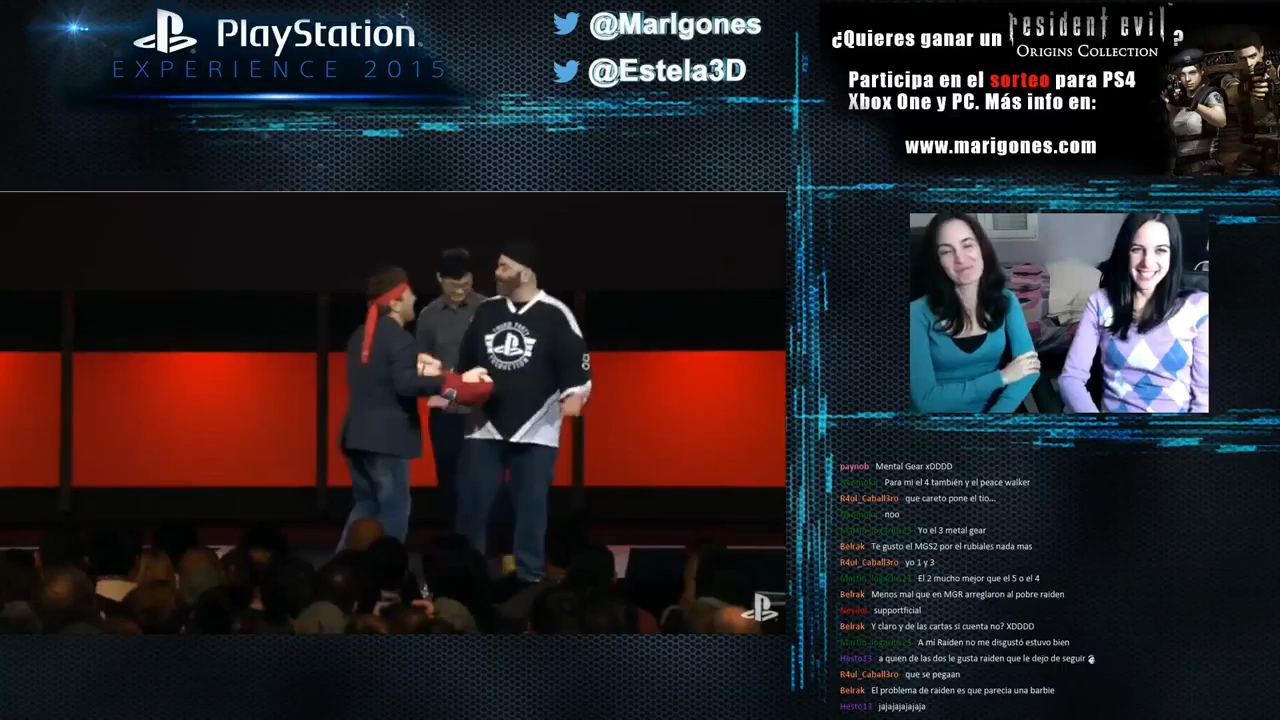 PlayStation
EXPERIENCE 2015
@MarIgones
@Estela3D
¿Quieres ganar un resident evil ?
ORIGINS COLLECTION
Participa en el sorteo para PS4
Xbox One y PC. Más info en:
www.marigones.com
paynob Mental Gear xDDDD
Para mi el 4 también y el peace walker
R4ul_Caball3ro que careto pone el tio...
noo
Yo el 3 metal gear
Belrak Te gusto el MGS2 por el rubiales nada mas
R4ul_Caball3ro yo 1 y 3
El 2 mucho mejor que el 5 o el 4
Belrak Menos mal que en MGR arreglaron al pobre raiden
supportficial
Belrak Y claro y de las cartas si cuenta no? XDDDD
A mi Raiden no me disgustó estuvo bien
Hesto13 a quien de las dos le gusta raiden que le dejo de seguir
R4ul_Caball3ro que se pegaan
Belrak El problema de raiden es que parecia una barbie
Hesto13 jajajajajajaja